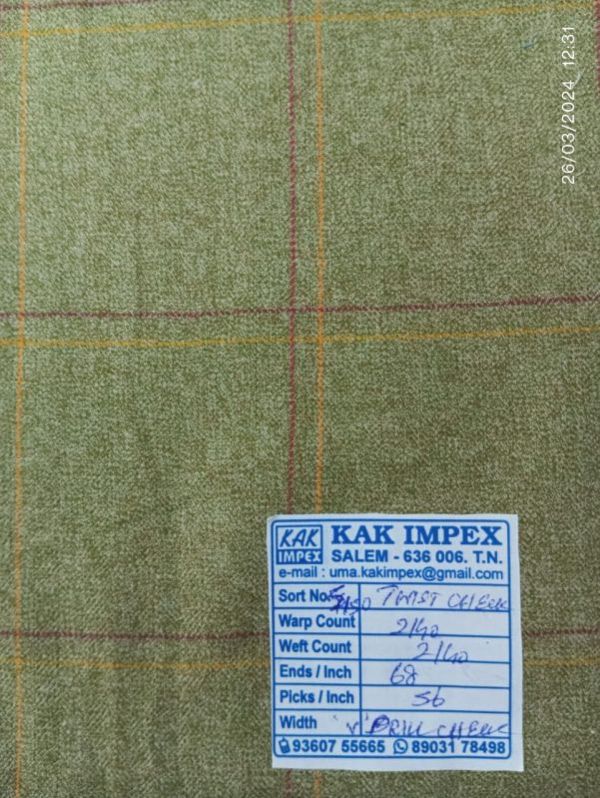 26/03/2024 12:31
KAK IMPEX
KAK IMPEX
SALEM - 636 006. T.N.
e-mail : uma.kakimpex@gmail.com
Sort No. TWIST CHECK
Warp Count 2/40
Weft Count 2/40
Ends / Inch 68
Picks / Inch 56
Width DRILL CHECK
93660 55665 89031 78498